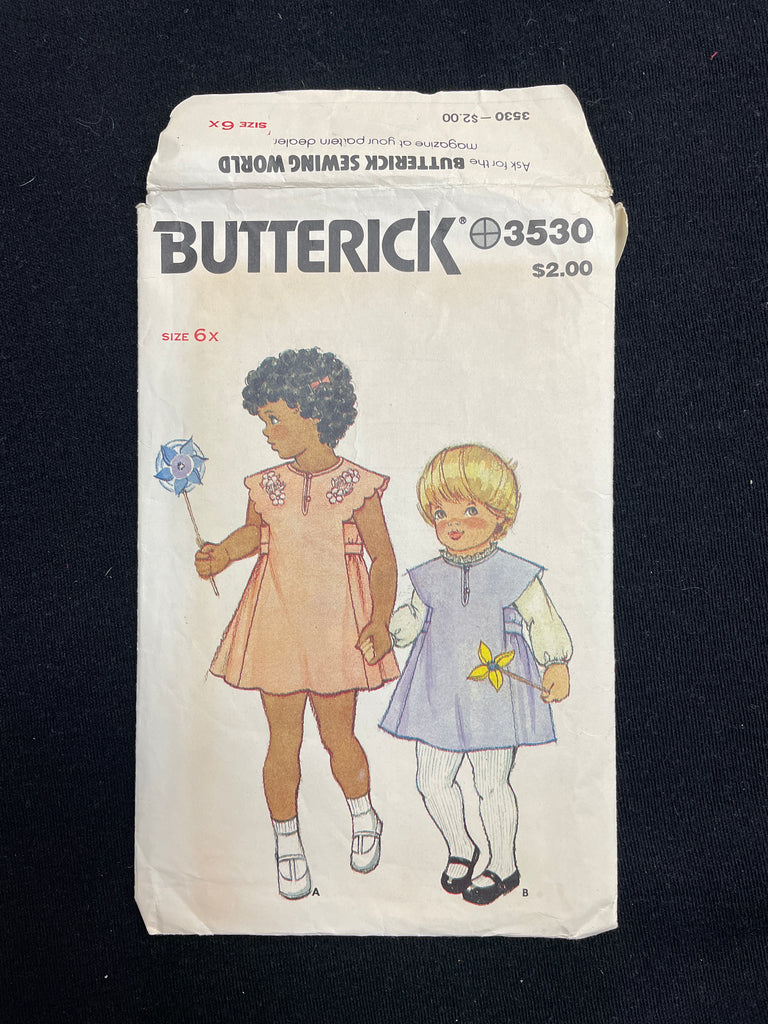 3530 — $2.00 SIZE 6X
magazine at your pattern dealer
Ask for the BUTTERICK SEWING WORLD
BUTTERICK® 3530
$2.00
SIZE 6X
A B